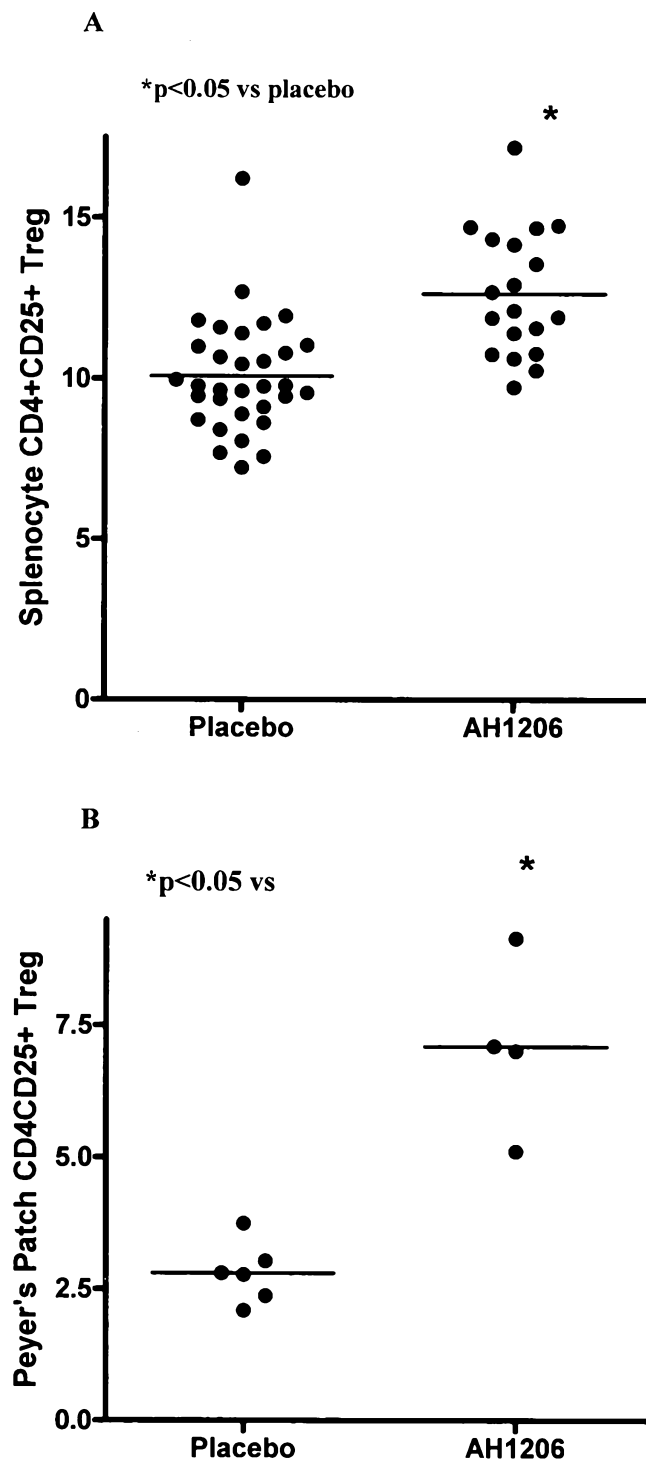 A
*p<0.05 vs placebo
*
Splenocyte CD4+CD25+ Treg
15
10
5
0
Placebo AH1206
B
*p<0.05 vs
*
Peyer's Patch CD4CD25+ Treg
7.5
5.0
2.5
0.0
Placebo AH1206